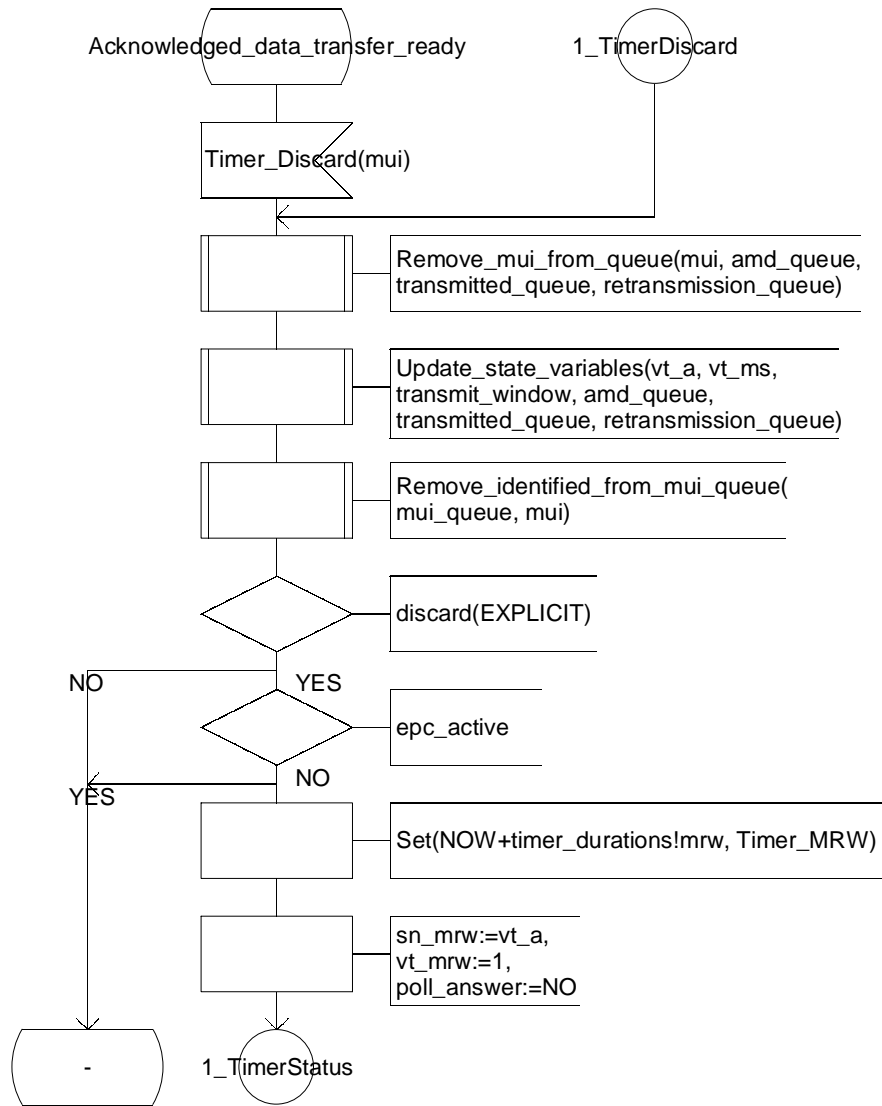 Acknowledged_data_transfer_ready
1_TimerDiscard
Timer_Discard(mui)
Remove_mui_from_queue(mui, amd_queue,
transmitted_queue, retransmission_queue)
Update_state_variables(vt_a, vt_ms,
transmit_window, amd_queue,
transmitted_queue, retransmission_queue)
Remove_identified_from_mui_queue(
mui_queue, mui)
discard(EXPLICIT)
NO
YES
epc_active
NO
YES
Set(NOW+timer_durations!mrw, Timer_MRW)
sn_mrw:=vt_a,
vt_mrw:=1,
poll_answer:=NO
-
1_TimerStatus